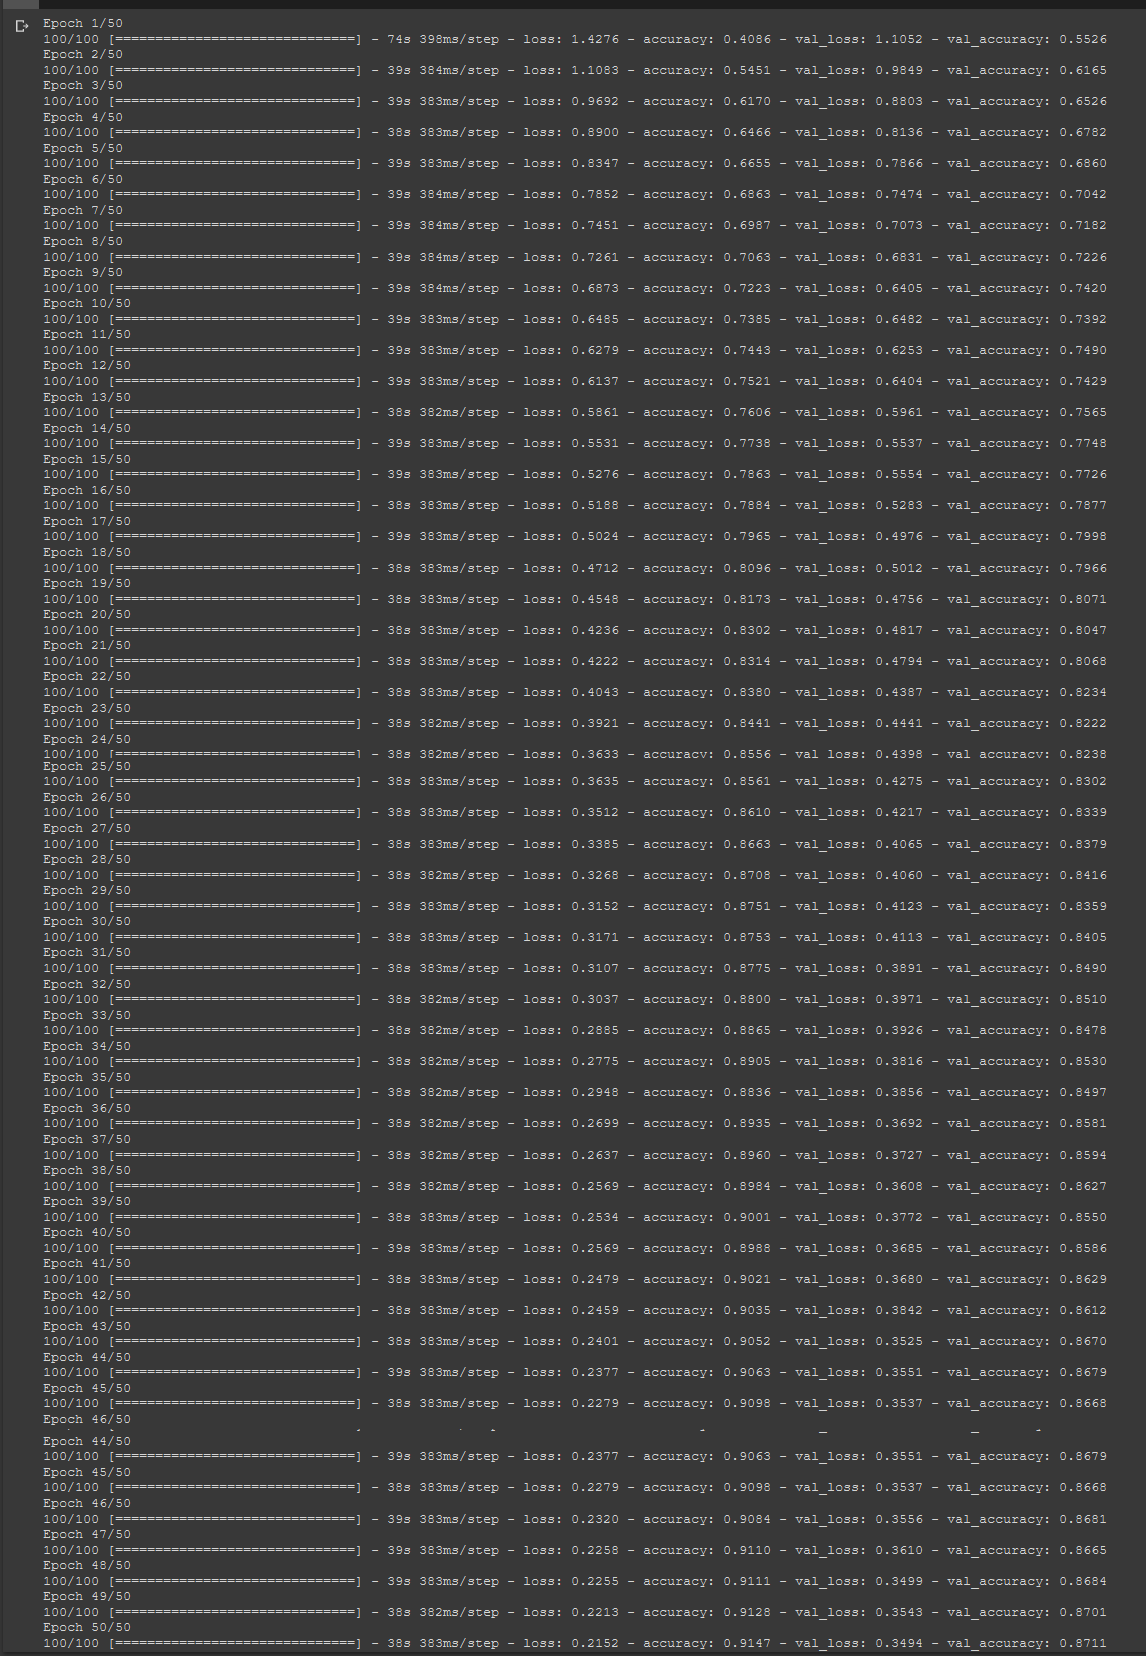 Epoch 1/50
100/100 [==============================] - 74s 398ms/step - loss: 1.4276 - accuracy: 0.4086 - val_loss: 1.1052 - val_accuracy: 0.5526
Epoch 2/50
100/100 [==============================] - 39s 384ms/step - loss: 1.1083 - accuracy: 0.5451 - val_loss: 0.9849 - val_accuracy: 0.6165
Epoch 3/50
100/100 [==============================] - 39s 383ms/step - loss: 0.9692 - accuracy: 0.6170 - val_loss: 0.8803 - val_accuracy: 0.6526
Epoch 4/50
100/100 [==============================] - 38s 383ms/step - loss: 0.8900 - accuracy: 0.6466 - val_loss: 0.8136 - val_accuracy: 0.6782
Epoch 5/50
100/100 [==============================] - 39s 383ms/step - loss: 0.8347 - accuracy: 0.6655 - val_loss: 0.7866 - val_accuracy: 0.6860
Epoch 6/50
100/100 [==============================] - 39s 384ms/step - loss: 0.7852 - accuracy: 0.6863 - val_loss: 0.7474 - val_accuracy: 0.7042
Epoch 7/50
100/100 [==============================] - 39s 384ms/step - loss: 0.7451 - accuracy: 0.6987 - val_loss: 0.7073 - val_accuracy: 0.7182
Epoch 8/50
100/100 [==============================] - 39s 384ms/step - loss: 0.7261 - accuracy: 0.7063 - val_loss: 0.6831 - val_accuracy: 0.7226
Epoch 9/50
100/100 [==============================] - 39s 384ms/step - loss: 0.6873 - accuracy: 0.7223 - val_loss: 0.6405 - val_accuracy: 0.7420
Epoch 10/50
100/100 [==============================] - 39s 383ms/step - loss: 0.6485 - accuracy: 0.7385 - val_loss: 0.6482 - val_accuracy: 0.7392
Epoch 11/50
100/100 [==============================] - 39s 383ms/step - loss: 0.6279 - accuracy: 0.7443 - val_loss: 0.6253 - val_accuracy: 0.7490
Epoch 12/50
100/100 [==============================] - 39s 383ms/step - loss: 0.6137 - accuracy: 0.7521 - val_loss: 0.6404 - val_accuracy: 0.7429
Epoch 13/50
100/100 [==============================] - 38s 382ms/step - loss: 0.5861 - accuracy: 0.7606 - val_loss: 0.5961 - val_accuracy: 0.7565
Epoch 14/50
100/100 [==============================] - 39s 383ms/step - loss: 0.5531 - accuracy: 0.7738 - val_loss: 0.5537 - val_accuracy: 0.7748
Epoch 15/50
100/100 [==============================] - 39s 383ms/step - loss: 0.5276 - accuracy: 0.7863 - val_loss: 0.5554 - val_accuracy: 0.7726
Epoch 16/50
100/100 [==============================] - 38s 383ms/step - loss: 0.5188 - accuracy: 0.7884 - val_loss: 0.5283 - val_accuracy: 0.7877
Epoch 17/50
100/100 [==============================] - 39s 383ms/step - loss: 0.5024 - accuracy: 0.7965 - val_loss: 0.4976 - val_accuracy: 0.7998
Epoch 18/50
100/100 [==============================] - 38s 383ms/step - loss: 0.4712 - accuracy: 0.8096 - val_loss: 0.5012 - val_accuracy: 0.7966
Epoch 19/50
100/100 [==============================] - 38s 383ms/step - loss: 0.4548 - accuracy: 0.8173 - val_loss: 0.4756 - val_accuracy: 0.8071
Epoch 20/50
100/100 [==============================] - 38s 383ms/step - loss: 0.4236 - accuracy: 0.8302 - val_loss: 0.4817 - val_accuracy: 0.8047
Epoch 21/50
100/100 [==============================] - 38s 383ms/step - loss: 0.4222 - accuracy: 0.8314 - val_loss: 0.4794 - val_accuracy: 0.8068
Epoch 22/50
100/100 [==============================] - 38s 383ms/step - loss: 0.4043 - accuracy: 0.8380 - val_loss: 0.4387 - val_accuracy: 0.8234
Epoch 23/50
100/100 [==============================] - 38s 382ms/step - loss: 0.3921 - accuracy: 0.8441 - val_loss: 0.4441 - val_accuracy: 0.8222
Epoch 24/50
100/100 [==============================] - 38s 382ms/step - loss: 0.3633 - accuracy: 0.8556 - val_loss: 0.4398 - val_accuracy: 0.8238
Epoch 25/50
100/100 [==============================] - 38s 383ms/step - loss: 0.3635 - accuracy: 0.8561 - val_loss: 0.4275 - val_accuracy: 0.8302
Epoch 26/50
100/100 [==============================] - 38s 383ms/step - loss: 0.3512 - accuracy: 0.8610 - val_loss: 0.4217 - val_accuracy: 0.8339
Epoch 27/50
100/100 [==============================] - 38s 383ms/step - loss: 0.3385 - accuracy: 0.8663 - val_loss: 0.4065 - val_accuracy: 0.8379
Epoch 28/50
100/100 [==============================] - 38s 382ms/step - loss: 0.3268 - accuracy: 0.8708 - val_loss: 0.4060 - val_accuracy: 0.8416
Epoch 29/50
100/100 [==============================] - 38s 383ms/step - loss: 0.3152 - accuracy: 0.8751 - val_loss: 0.4123 - val_accuracy: 0.8359
Epoch 30/50
100/100 [==============================] - 38s 383ms/step - loss: 0.3171 - accuracy: 0.8753 - val_loss: 0.4113 - val_accuracy: 0.8405
Epoch 31/50
100/100 [==============================] - 38s 383ms/step - loss: 0.3107 - accuracy: 0.8775 - val_loss: 0.3891 - val_accuracy: 0.8490
Epoch 32/50
100/100 [==============================] - 38s 382ms/step - loss: 0.3037 - accuracy: 0.8800 - val_loss: 0.3971 - val_accuracy: 0.8510
Epoch 33/50
100/100 [==============================] - 38s 382ms/step - loss: 0.2885 - accuracy: 0.8865 - val_loss: 0.3926 - val_accuracy: 0.8478
Epoch 34/50
100/100 [==============================] - 38s 382ms/step - loss: 0.2775 - accuracy: 0.8905 - val_loss: 0.3816 - val_accuracy: 0.8530
Epoch 35/50
100/100 [==============================] - 38s 382ms/step - loss: 0.2948 - accuracy: 0.8836 - val_loss: 0.3856 - val_accuracy: 0.8497
Epoch 36/50
100/100 [==============================] - 38s 382ms/step - loss: 0.2699 - accuracy: 0.8935 - val_loss: 0.3692 - val_accuracy: 0.8581
Epoch 37/50
100/100 [==============================] - 38s 382ms/step - loss: 0.2637 - accuracy: 0.8960 - val_loss: 0.3727 - val_accuracy: 0.8594
Epoch 38/50
100/100 [==============================] - 38s 382ms/step - loss: 0.2569 - accuracy: 0.8984 - val_loss: 0.3608 - val_accuracy: 0.8627
Epoch 39/50
100/100 [==============================] - 38s 383ms/step - loss: 0.2534 - accuracy: 0.9001 - val_loss: 0.3772 - val_accuracy: 0.8550
Epoch 40/50
100/100 [==============================] - 39s 383ms/step - loss: 0.2569 - accuracy: 0.8988 - val_loss: 0.3685 - val_accuracy: 0.8586
Epoch 41/50
100/100 [==============================] - 38s 383ms/step - loss: 0.2479 - accuracy: 0.9021 - val_loss: 0.3680 - val_accuracy: 0.8629
Epoch 42/50
100/100 [==============================] - 38s 383ms/step - loss: 0.2459 - accuracy: 0.9035 - val_loss: 0.3842 - val_accuracy: 0.8612
Epoch 43/50
100/100 [==============================] - 38s 383ms/step - loss: 0.2401 - accuracy: 0.9052 - val_loss: 0.3525 - val_accuracy: 0.8670
Epoch 44/50
100/100 [==============================] - 39s 383ms/step - loss: 0.2377 - accuracy: 0.9063 - val_loss: 0.3551 - val_accuracy: 0.8679
Epoch 45/50
100/100 [==============================] - 38s 383ms/step - loss: 0.2279 - accuracy: 0.9098 - val_loss: 0.3537 - val_accuracy: 0.8668
Epoch 46/50
Epoch 44/50
100/100 [==============================] - 39s 383ms/step - loss: 0.2377 - accuracy: 0.9063 - val_loss: 0.3551 - val_accuracy: 0.8679
Epoch 45/50
100/100 [==============================] - 38s 383ms/step - loss: 0.2279 - accuracy: 0.9098 - val_loss: 0.3537 - val_accuracy: 0.8668
Epoch 46/50
100/100 [==============================] - 39s 383ms/step - loss: 0.2320 - accuracy: 0.9084 - val_loss: 0.3556 - val_accuracy: 0.8681
Epoch 47/50
100/100 [==============================] - 39s 383ms/step - loss: 0.2258 - accuracy: 0.9110 - val_loss: 0.3610 - val_accuracy: 0.8665
Epoch 48/50
100/100 [==============================] - 39s 383ms/step - loss: 0.2255 - accuracy: 0.9111 - val_loss: 0.3499 - val_accuracy: 0.8684
Epoch 49/50
100/100 [==============================] - 38s 382ms/step - loss: 0.2213 - accuracy: 0.9128 - val_loss: 0.3543 - val_accuracy: 0.8701
Epoch 50/50
100/100 [==============================] - 38s 383ms/step - loss: 0.2152 - accuracy: 0.9147 - val_loss: 0.3494 - val_accuracy: 0.8711